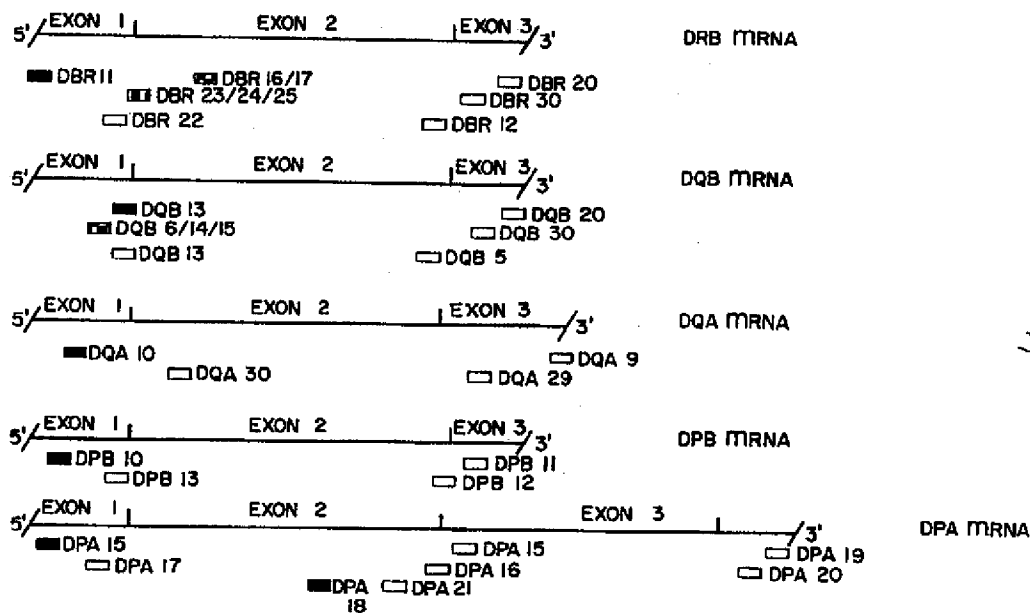 5' EXON 1 EXON 2 EXON 3 3' DRB mRNA
DBR 11 DBR 16/17 DBR 20
DBR 23/24/25 DBR 30
DBR 22 DBR 12
5' EXON 1 EXON 2 EXON 3 3' DQB mRNA
DQB 13 DQB 20
DQB 6/14/15 DQB 30
DQB 13 DQB 5
5' EXON 1 EXON 2 EXON 3 3' DQA mRNA
DQA 10 DQA 9
DQA 30 DQA 29
5' EXON 1 EXON 2 EXON 3 3' DPB mRNA
DPB 10 DPB 11
DPB 13 DPB 12
5' EXON 1 EXON 2 EXON 3 3' DPA mRNA
DPA 15 DPA 15 DPA 19
DPA 17 DPA 16 DPA 20
DPA 18 DPA 21